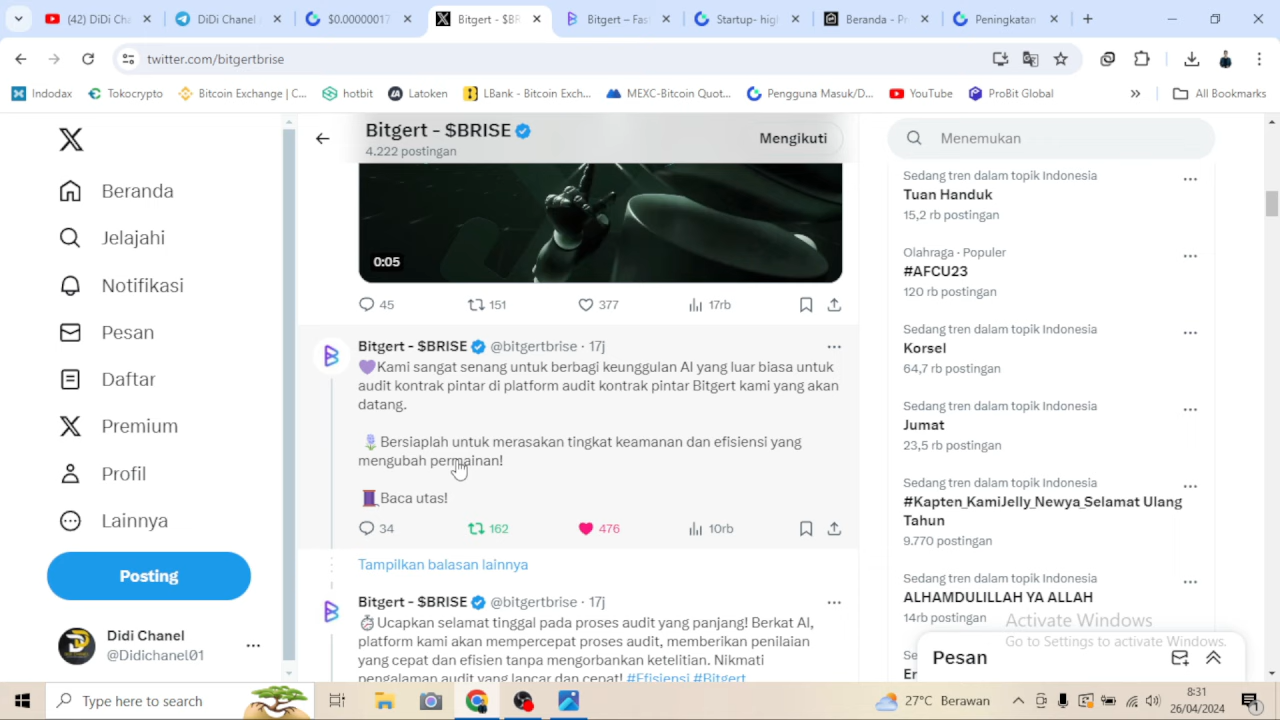 (42) DiDi Chanel
DiDi Chanel
$0.00000017
Bitgert - $BR
Bitgert – Fas
Startup- hig
Beranda - Pr
Peningkatan
twitter.com/bitgertbrise
Indodax
Tokocrypto
Bitcoin Exchange | C...
hotbit
Latoken
LBank - Bitcoin Exch...
MEXC-Bitcoin Quot...
Pengguna Masuk/D...
YouTube
ProBit Global
All Bookmarks
Beranda
Jelajahi
Notifikasi
Pesan
Daftar
Premium
Profil
Lainnya
Posting
Didi Chanel
@Didichanel01
Bitgert - $BRISE
4.222 postingan
Mengikuti
0:05
45 151 377 17rb
Bitgert - $BRISE @bitgertbrise · 17j
💜Kami sangat senang untuk berbagi keunggulan AI yang luar biasa untuk
audit kontrak pintar di platform audit kontrak pintar Bitgert kami yang akan
datang.
🪻Bersiaplah untuk merasakan tingkat keamanan dan efisiensi yang
mengubah permainan!
🧵Baca utas!
34 162 476 10rb
Tampilkan balasan lainnya
Bitgert - $BRISE @bitgertbrise · 17j
⏱Ucapkan selamat tinggal pada proses audit yang panjang! Berkat AI,
platform kami akan mempercepat proses audit, memberikan penilaian
yang cepat dan efisien tanpa mengorbankan ketelitian. Nikmati
pengalaman audit yang lancar dan cepat! #Efisiensi #Bitgert
Menemukan
Sedang tren dalam topik Indonesia
Tuan Handuk
15,2 rb postingan
Olahraga · Populer
#AFCU23
120 rb postingan
Sedang tren dalam topik Indonesia
Korsel
64,7 rb postingan
Sedang tren dalam topik Indonesia
Jumat
23,5 rb postingan
Sedang tren dalam topik Indonesia
#Kapten_KamiJelly_Newya_Selamat Ulang
Tahun
9.770 postingan
Sedang tren dalam topik Indonesia
ALHAMDULILLAH YA ALLAH
14rb postingan
Se
Er
Activate Windows
Go to Settings to activate Windows.
Pesan
Type here to search
27°C Berawan
8:31
26/04/2024
1